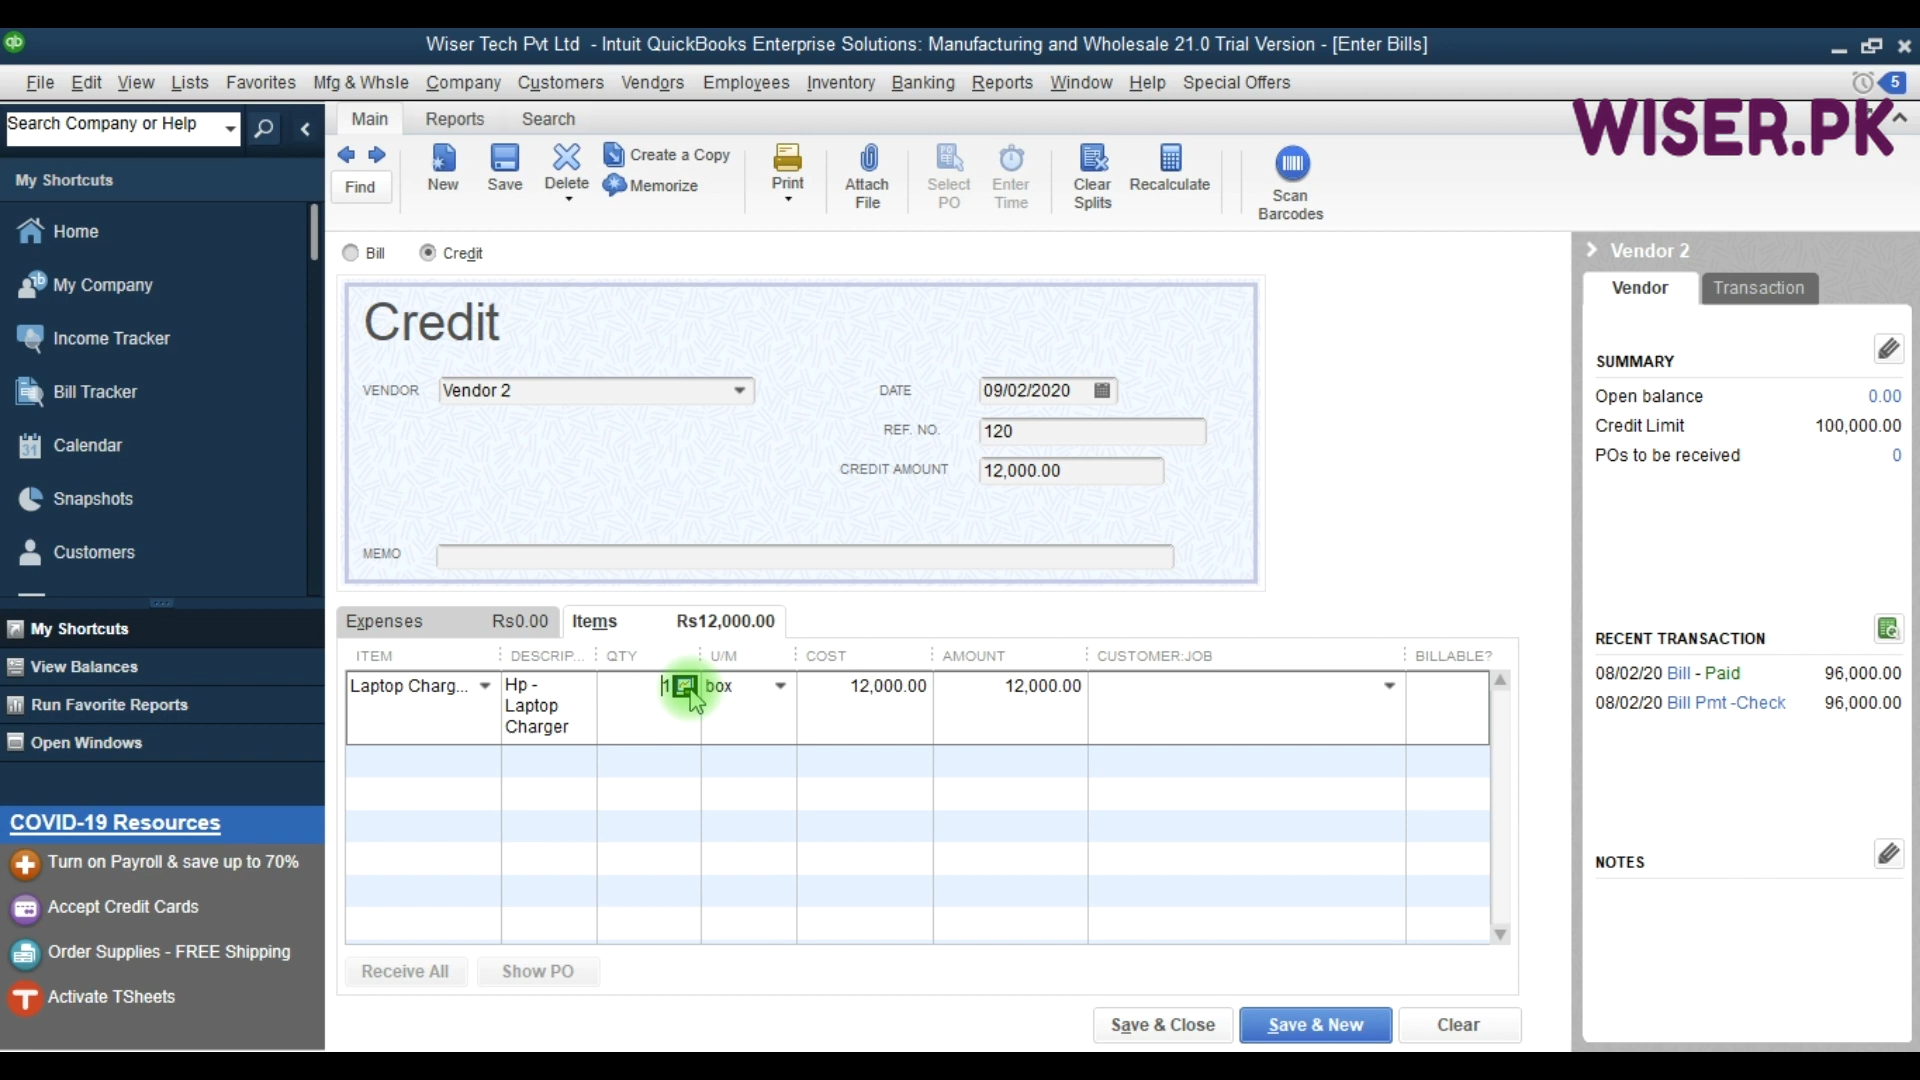 Wiser Tech Pvt Ltd - Intuit QuickBooks Enterprise Solutions: Manufacturing and Wholesale 21.0 Trial Version - [Enter Bills]
File Edit View Lists Favorites Mfg & Whsle Company Customers Vendors Employees Inventory Banking Reports Window Help Special Offers 5
WISER.PK
Search Company or Help
Main Reports Search
Find New Save Delete Create a Copy
Memorize
Print Attach File Select PO Enter Time Clear Splits Recalculate Scan Barcodes
My Shortcuts
Home
My Company
Income Tracker
Bill Tracker
31 Calendar
Snapshots
Customers
My Shortcuts
View Balances
Run Favorite Reports
Open Windows
COVID-19 Resources
Turn on Payroll & save up to 70%
Accept Credit Cards
Order Supplies - FREE Shipping
Activate TSheets
Bill Credit
Credit
VENDOR Vendor 2 DATE 09/02/2020
REF. NO. 120
CREDIT AMOUNT 12,000.00
MEMO
Expenses Rs0.00 Items Rs12,000.00
ITEM DESCRIP... QTY U/M COST AMOUNT CUSTOMER:JOB BILLABLE?
Laptop Charg... Hp - Laptop Charger 1 box 12,000.00 12,000.00
Receive All Show PO
Save & Close Save & New Clear
Vendor 2
Vendor Transaction
SUMMARY
Open balance 0.00
Credit Limit 100,000.00
POs to be received 0
RECENT TRANSACTION
08/02/20 Bill - Paid 96,000.00
08/02/20 Bill Pmt -Check 96,000.00
NOTES